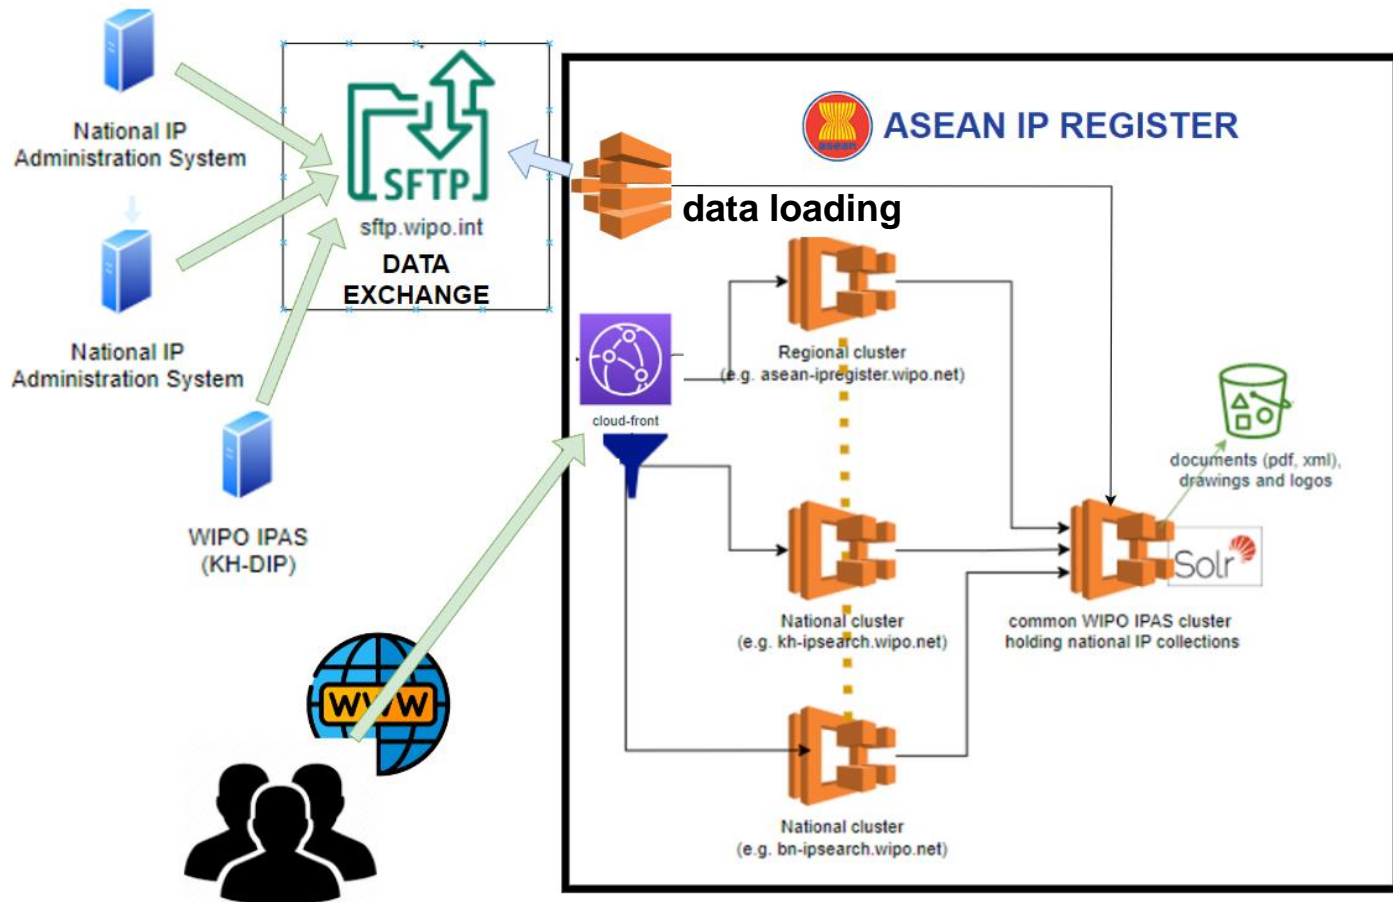 National IP
Administration System
National IP
Administration System
WIPO IPAS
(KH-DIP)
SFTP
sftp.wipo.int
DATA
EXCHANGE
WWW
asean
ASEAN IP REGISTER
data loading
cloud-front
Regional cluster
(e.g. asean-ipregister.wipo.net)
National cluster
(e.g. kh-ipsearch.wipo.net)
National cluster
(e.g. bn-ipsearch.wipo.net)
documents (pdf, xml),
drawings and logos
Solr
common WIPO IPAS cluster
holding national IP collections